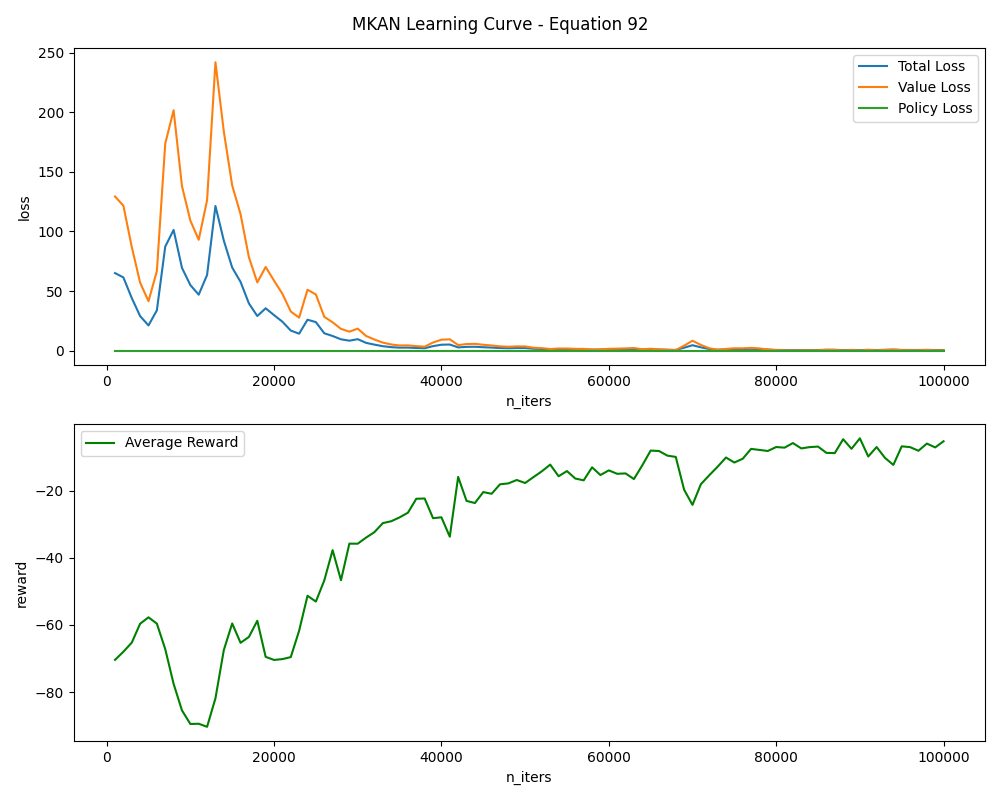 MKAN Learning Curve - Equation 92
250
200
150
100
50
0
loss
Total Loss
Value Loss
Policy Loss
0 20000 40000 60000 80000 100000
n_iters
Average Reward
−20
−40
−60
−80
reward
0 20000 40000 60000 80000 100000
n_iters